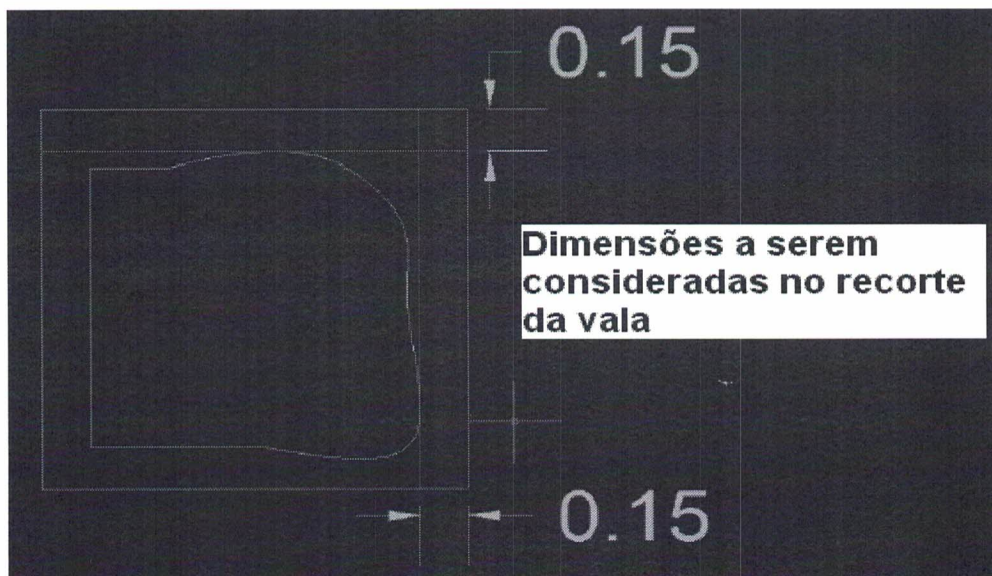 0.15
Dimensões a serem
consideradas no recorte
da vala
0.15